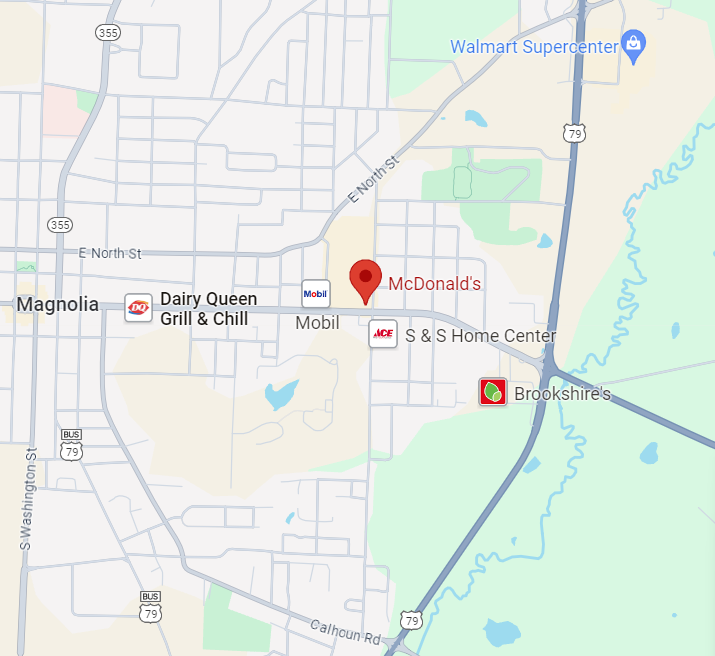 355
Walmart Supercenter
79
E North St
355
E North St
McDonald's
Mobil
Magnolia
DQ
Dairy Queen
Grill & Chill
Mobil
ACE
S & S Home Center
Brookshire's
BUS
79
S Washington St
BUS
79
79
Calhoun Rd